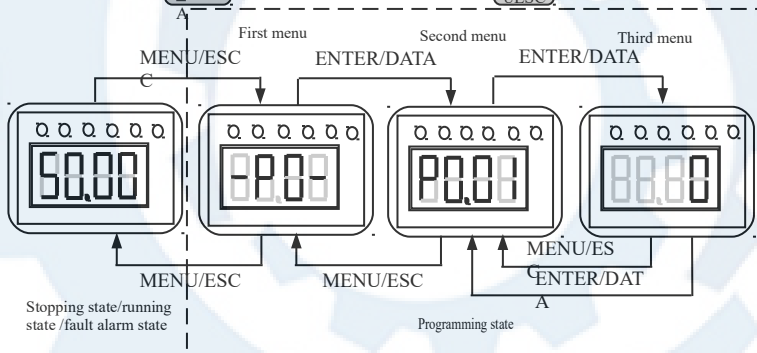 A
First menu
Second menu
Third menu
MENU/ESC
C
ENTER/DATA
ENTER/DATA
50.00
-P0-
P0.01
0
MENU/ESC
MENU/ESC
MENU/ES
C
ENTER/DAT
A
Stopping state/running
state /fault alarm state
Programming state